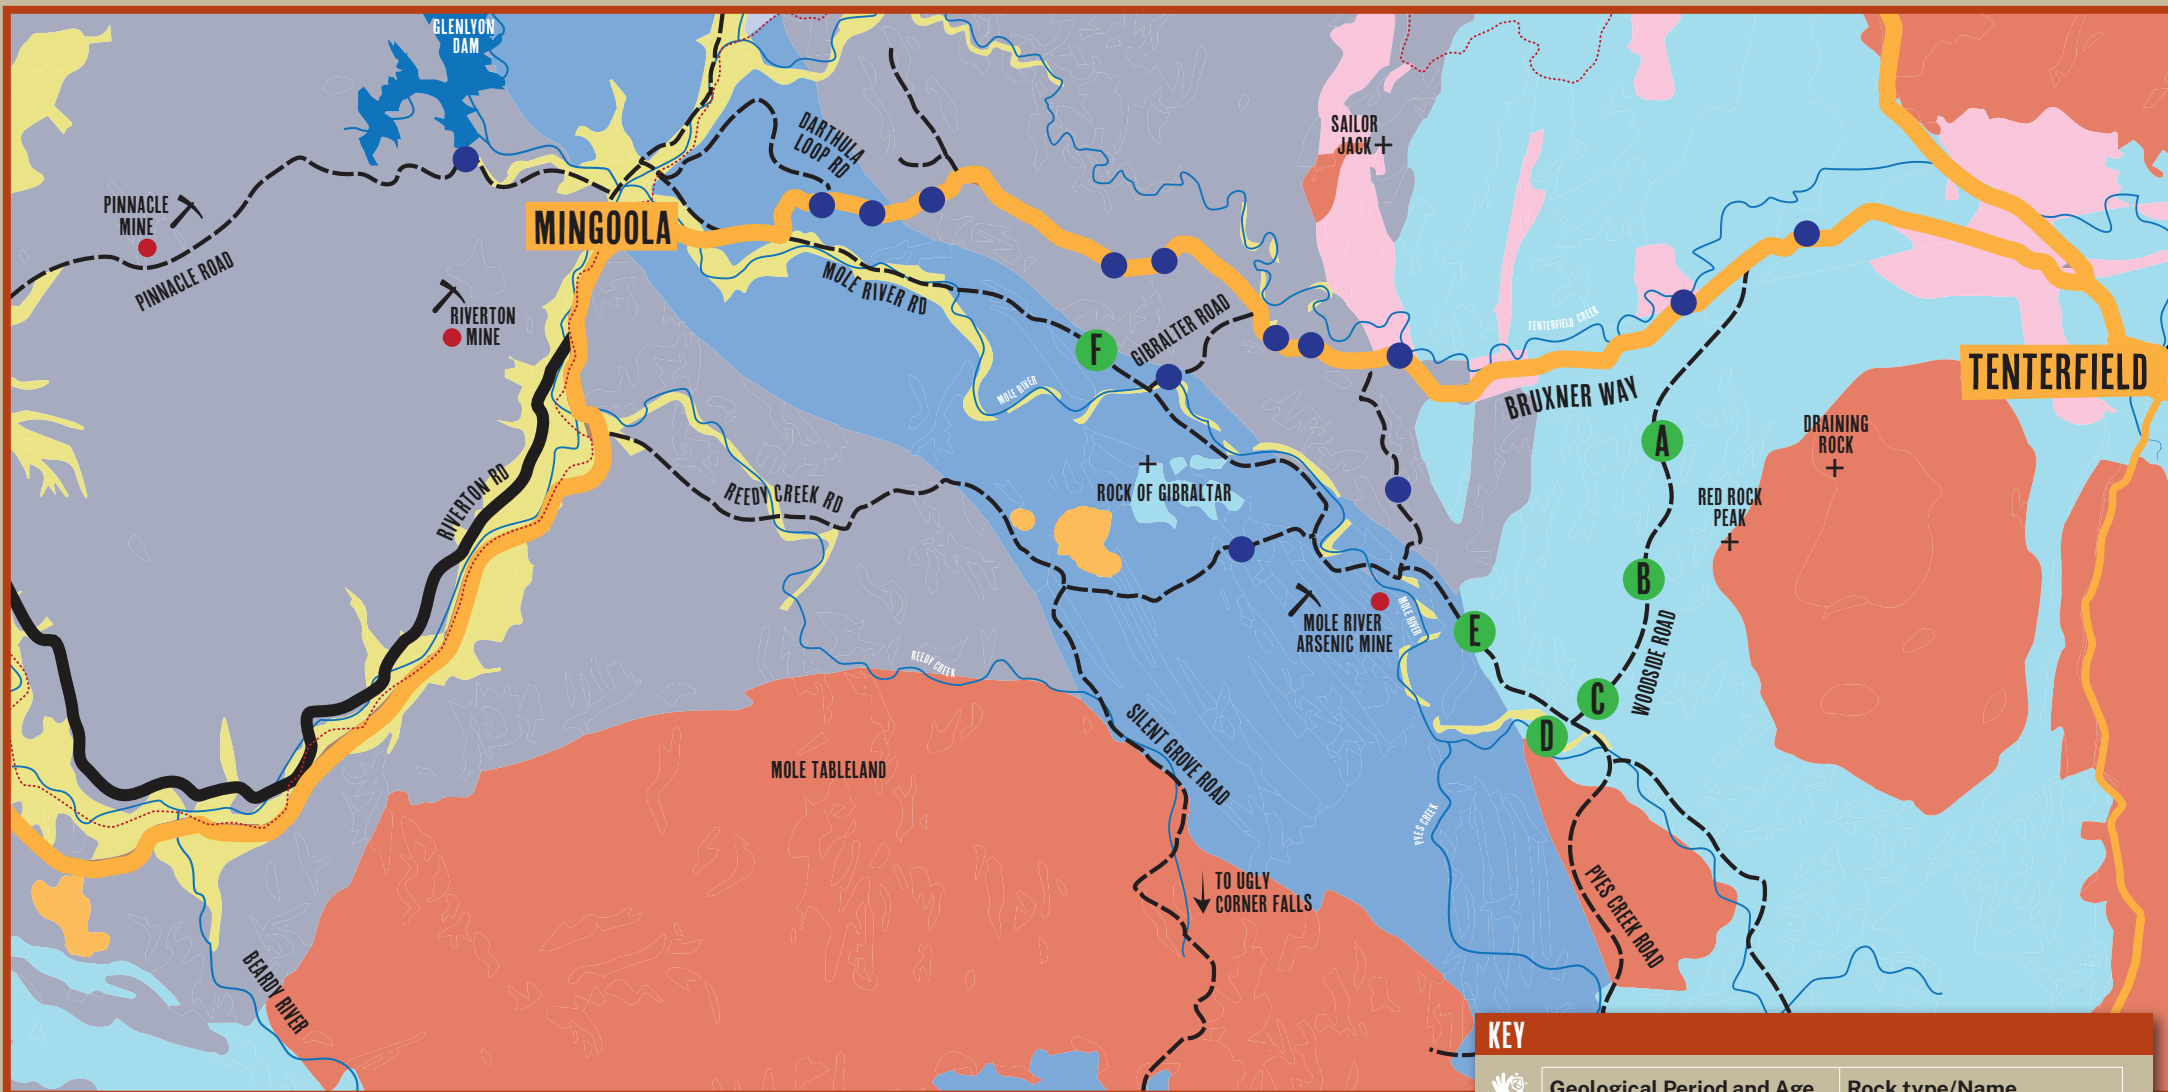 GLENLYON
DAM
DARTHULA
LOOP RD
SAILOR
JACK
PINNACLE
MINE
PINNACLE ROAD
MINGOOLA
MOLE RIVER RD
RIVERTON
MINE
GIBRALTER ROAD
TENTERFIELD CREEK
F
TENTERFIELD
MOLE RIVER
BRUXNER WAY
A
DRAINING
ROCK
RIVERTON RD
REEDY CREEK RD
ROCK OF GIBRALTAR
RED ROCK
PEAK
B
MOLE RIVER
ARSENIC MINE
MOLE RIVER
E
WOODSIDE ROAD
REEDY CREEK
C
D
SILENT GROVE ROAD
MOLE TABLELAND
PYES CREEK
TO UGLY
CORNER FALLS
PYES CREEK ROAD
BEARDY RIVER
KEY
Geological Period and Age
Rock type/Name